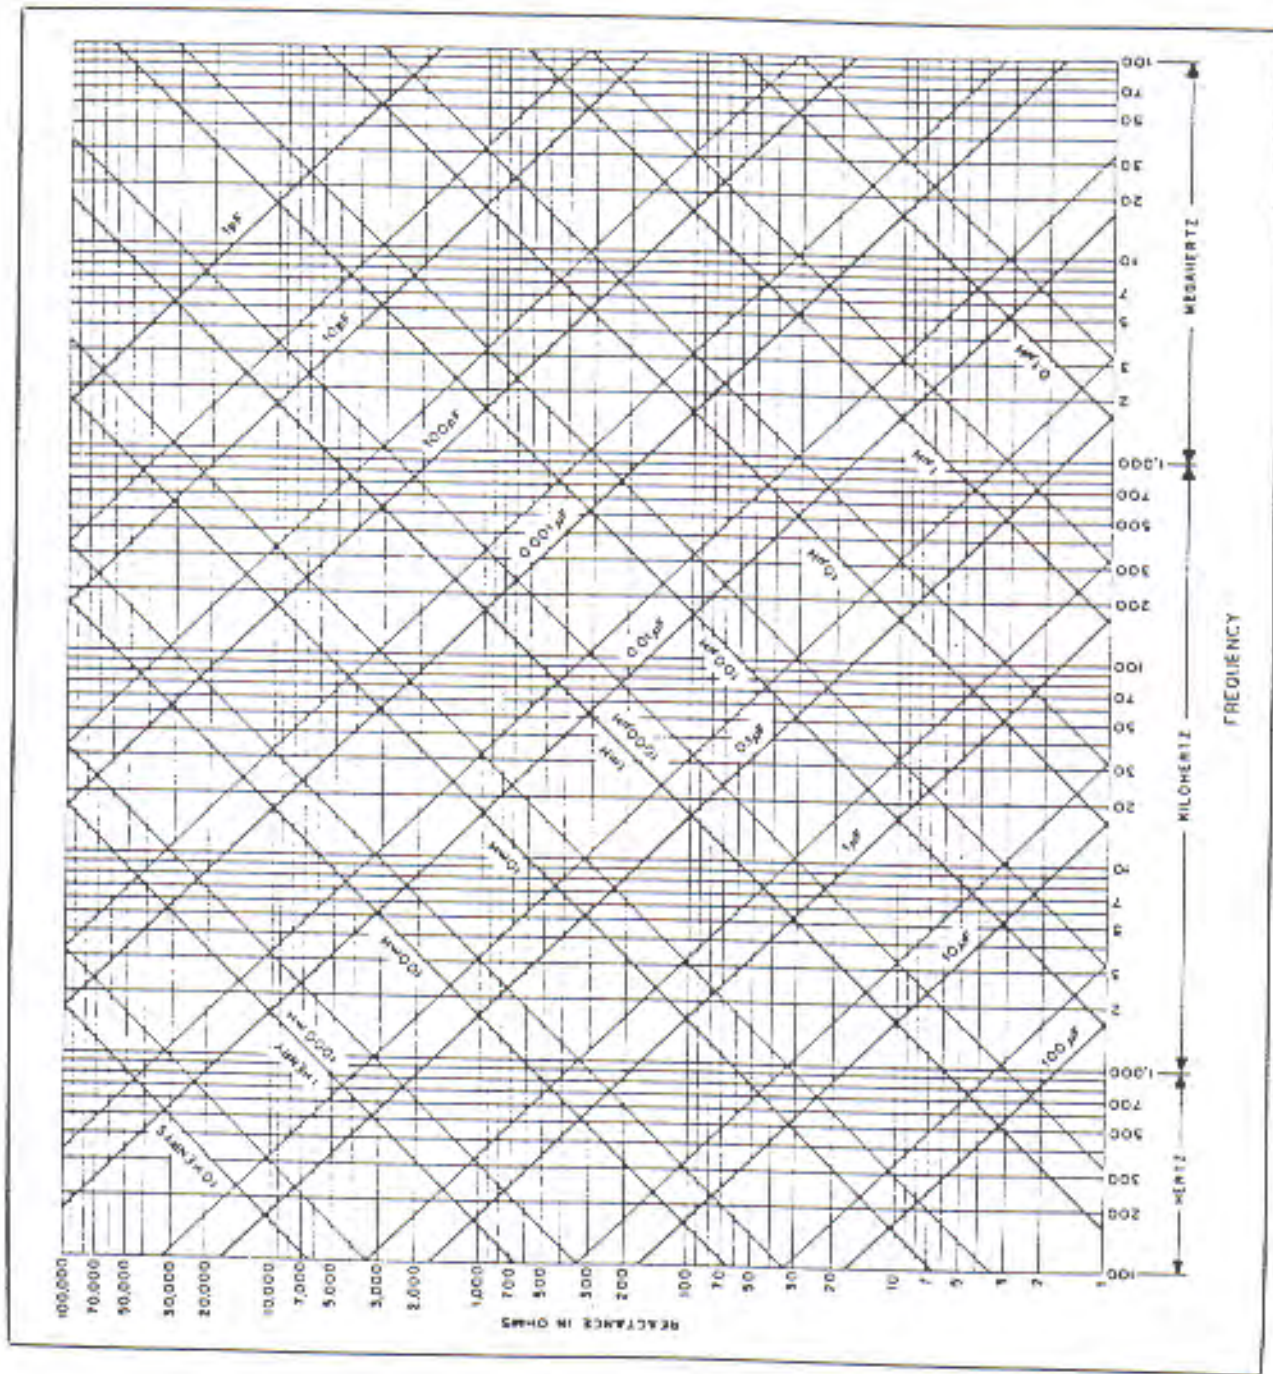 100,000
70,000
50,000
30,000
20,000
10,000
7,000
5,000
3,000
2,000
1,000
700
500
300
200
100
70
50
30
20
10
7
5
3
2
1
REACTANCE IN OHMS
10 HENRYS
1 HENRY
1000mH
100mH
10mH
1mH
1000µH
100µH
10µH
1µH
0.1µH
1pF
10pF
100pF
0.001µF
0.01µF
0.1µF
1µF
10µF
100µF
100
200
300
500
700
1,000
2
3
5
7
10
20
30
50
70
100
200
300
500
700
1,000
2
3
5
7
10
20
30
50
70
100
HERTZ
KILOHERTZ
MEGAHERTZ
FREQUENCY